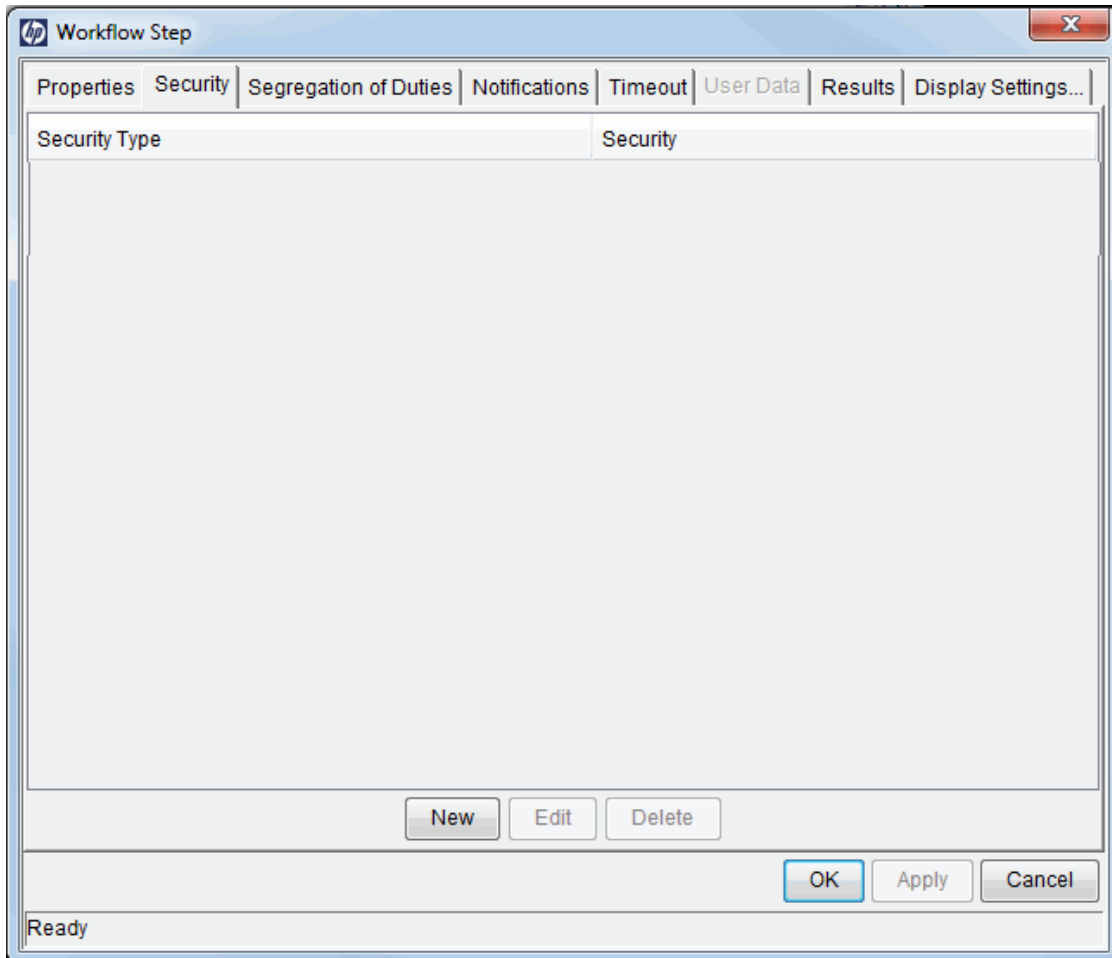 hp Workflow Step
X
Properties Security Segregation of Duties Notifications Timeout User Data Results Display Settings...
Security Type Security
New Edit Delete
OK Apply Cancel
Ready